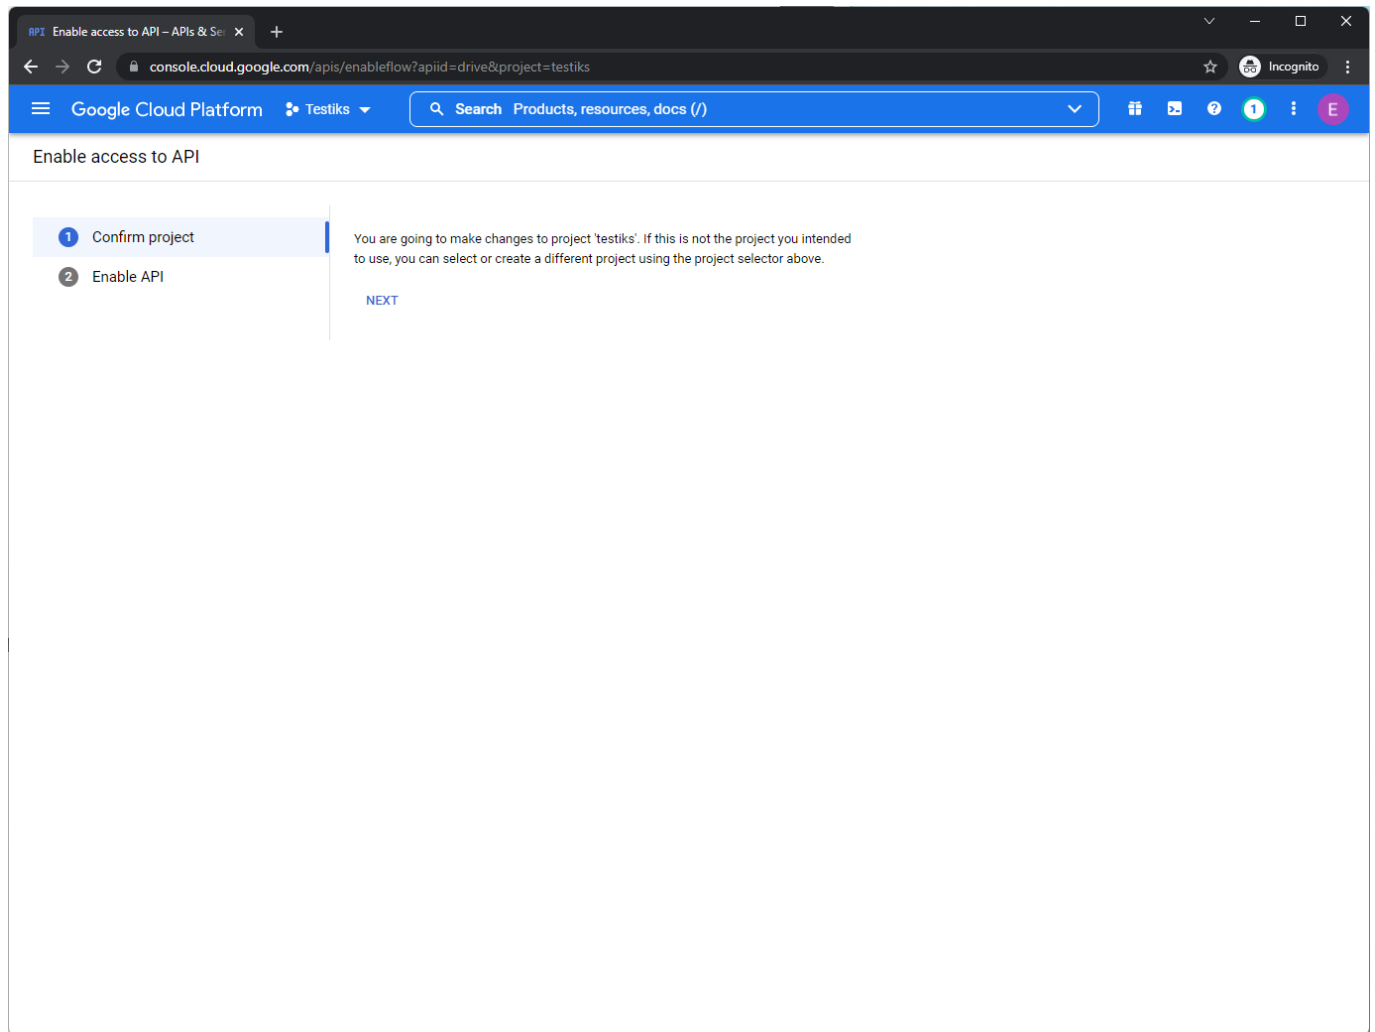 API Enable access to API – APIs & Se
console.cloud.google.com/apis/enableflow?apiid=drive&project=testiks
Incognito
Google Cloud Platform
Testiks
Search Products, resources, docs (/)
1
E
Enable access to API
1 Confirm project
2 Enable API
You are going to make changes to project 'testiks'. If this is not the project you intended
to use, you can select or create a different project using the project selector above.
NEXT